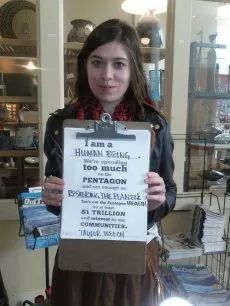 I am a
HUMAN BEING.
We're spending
too much
on the
PENTAGON
and not enough on
RESTORING THE PLANET
Let's cut the Pentagon
by at least
$1 TRILLION
and reinvest in our
COMMUNITIES.
TAYLOR